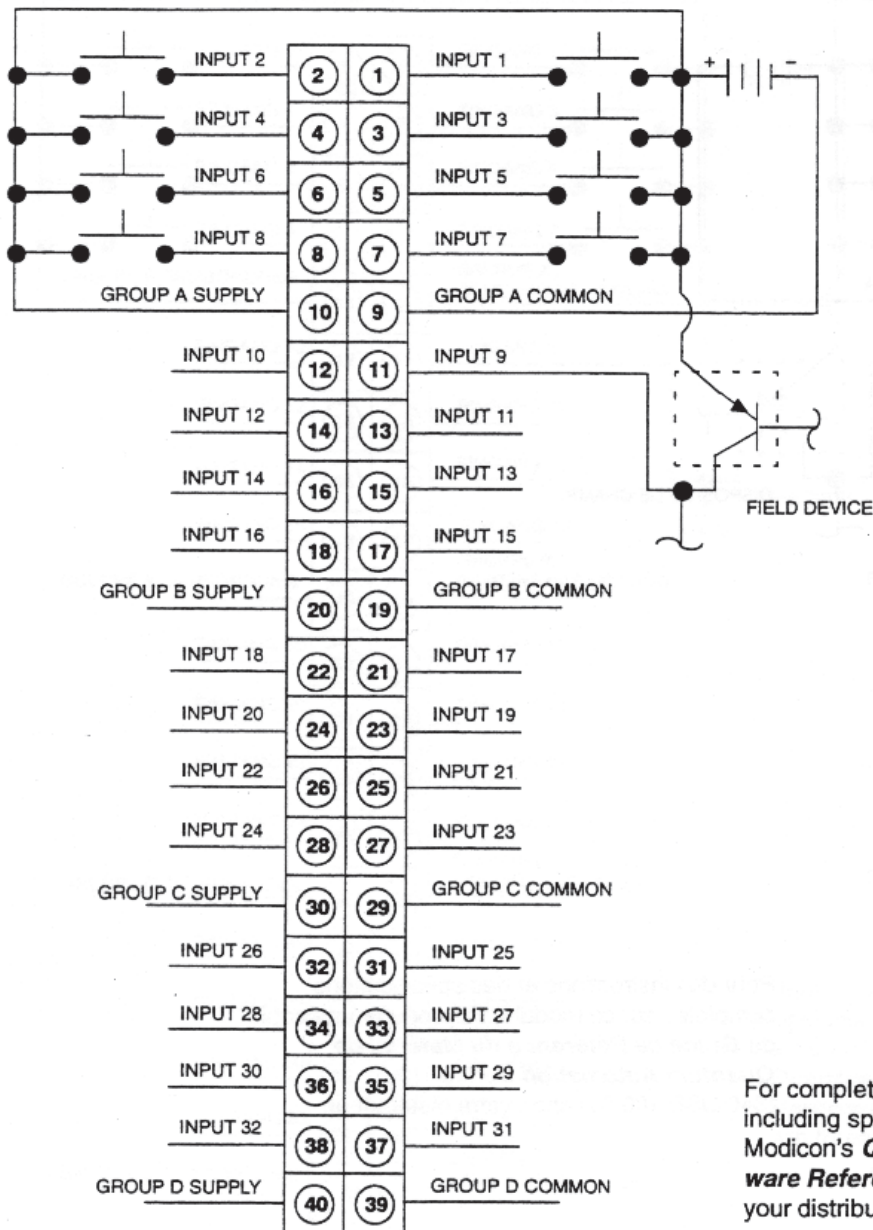 INPUT 2 2 1 INPUT 1 + -
INPUT 4 4 3 INPUT 3
INPUT 6 6 5 INPUT 5
INPUT 8 8 7 INPUT 7
GROUP A SUPPLY 10 9 GROUP A COMMON
INPUT 10 12 11 INPUT 9
INPUT 12 14 13 INPUT 11
INPUT 14 16 15 INPUT 13
FIELD DEVICE
INPUT 16 18 17 INPUT 15
GROUP B SUPPLY 20 19 GROUP B COMMON
INPUT 18 22 21 INPUT 17
INPUT 20 24 23 INPUT 19
INPUT 22 26 25 INPUT 21
INPUT 24 28 27 INPUT 23
GROUP C SUPPLY 30 29 GROUP C COMMON
INPUT 26 32 31 INPUT 25
INPUT 28 34 33 INPUT 27
INPUT 30 36 35 INPUT 29
INPUT 32 38 37 INPUT 31
GROUP D SUPPLY 40 39 GROUP D COMMON
For complet
including sp
Modicon's
ware Refer
your distribu